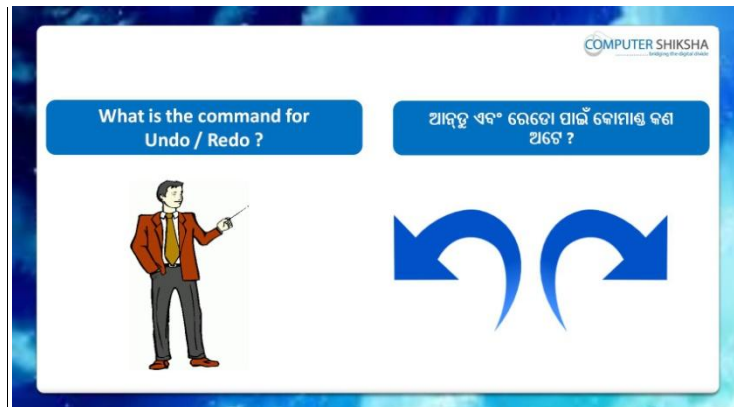 COMPUTER SHIKSHA
bridging the digital divide
What is the command for
Undo / Redo ?
ଆନ୍‌ଡୁ ଏବଂ ରେଡୋ ପାଇଁ କୋମାଣ୍ଡ କଣ
ଅଟେ ?